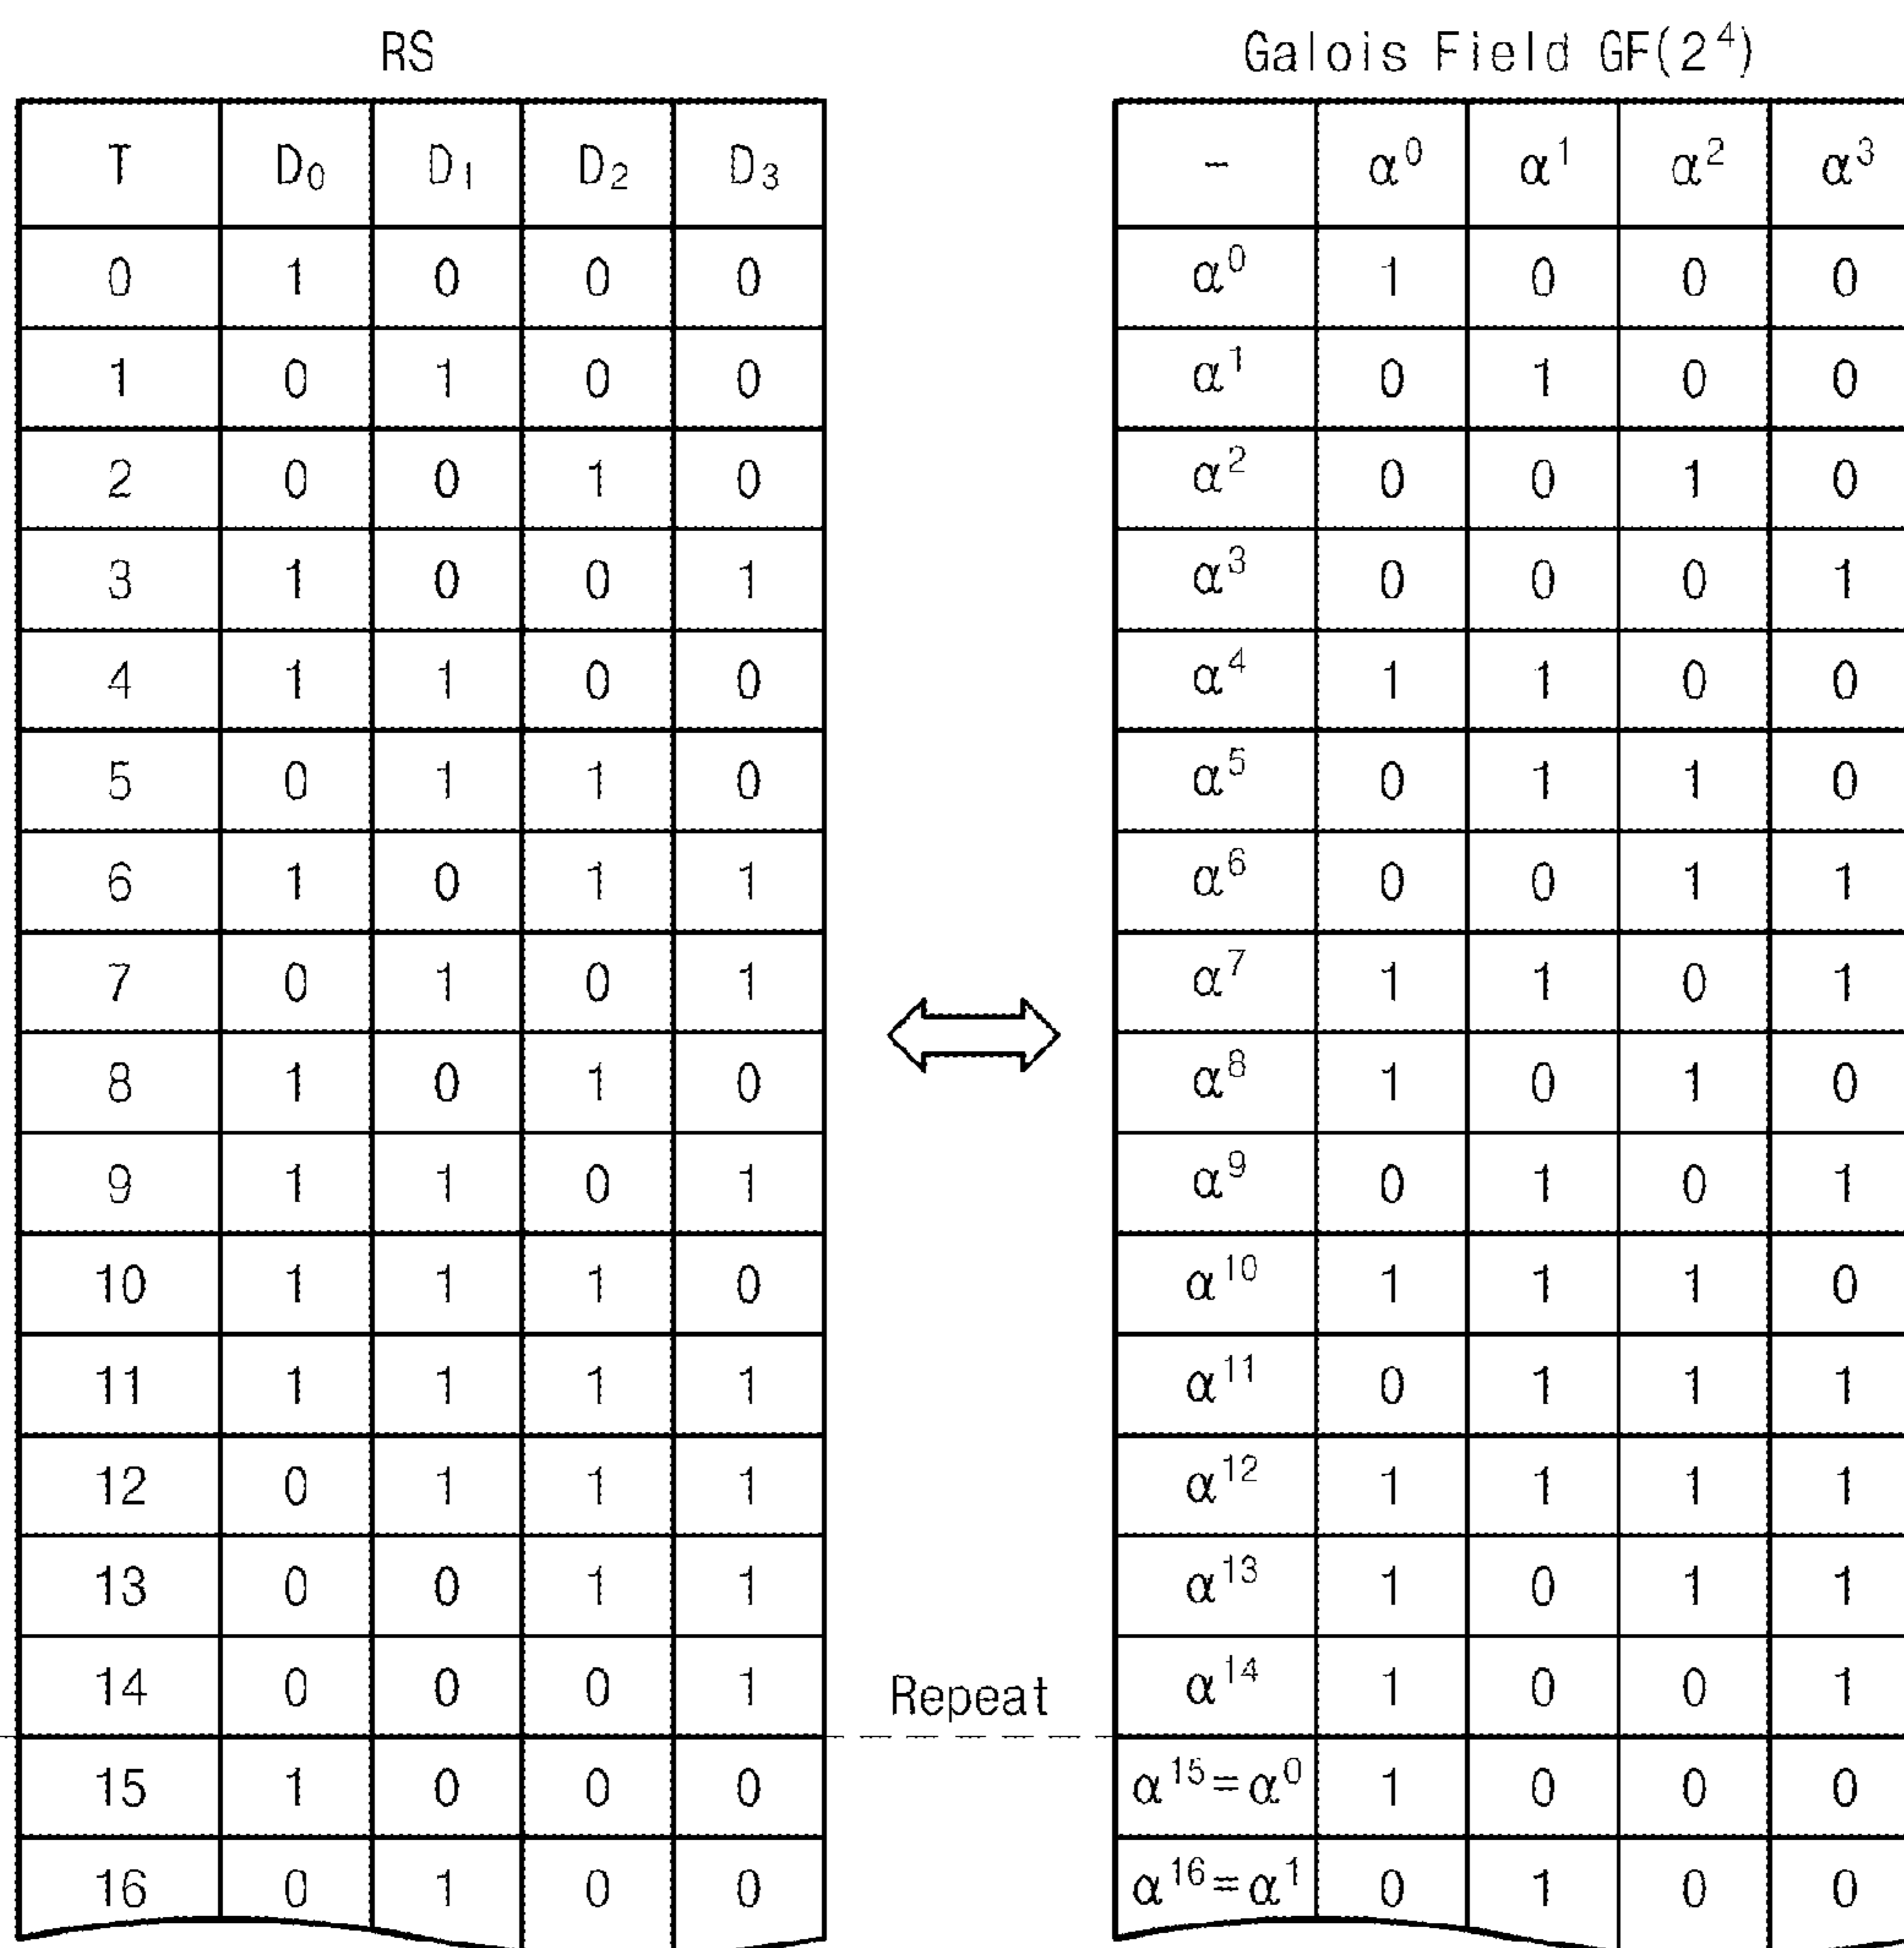 RS
T D₀ D₁ D₂ D₃
0 1 0 0 0
1 0 1 0 0
2 0 0 1 0
3 1 0 0 1
4 1 1 0 0
5 0 1 1 0
6 1 0 1 1
7 0 1 0 1
8 1 0 1 0
9 1 1 0 1
10 1 1 1 0
11 1 1 1 1
12 0 1 1 1
13 0 0 1 1
14 0 0 0 1
15 1 0 0 0
16 0 1 0 0
Repeat
Galois Field GF(2⁴)
- α⁰ α¹ α² α³
α⁰ 1 0 0 0
α¹ 0 1 0 0
α² 0 0 1 0
α³ 0 0 0 1
α⁴ 1 1 0 0
α⁵ 0 1 1 0
α⁶ 0 0 1 1
α⁷ 1 1 0 1
α⁸ 1 0 1 0
α⁹ 0 1 0 1
α¹⁰ 1 1 1 0
α¹¹ 0 1 1 1
α¹² 1 1 1 1
α¹³ 1 0 1 1
α¹⁴ 1 0 0 1
α¹⁵=α⁰ 1 0 0 0
α¹⁶=α¹ 0 1 0 0